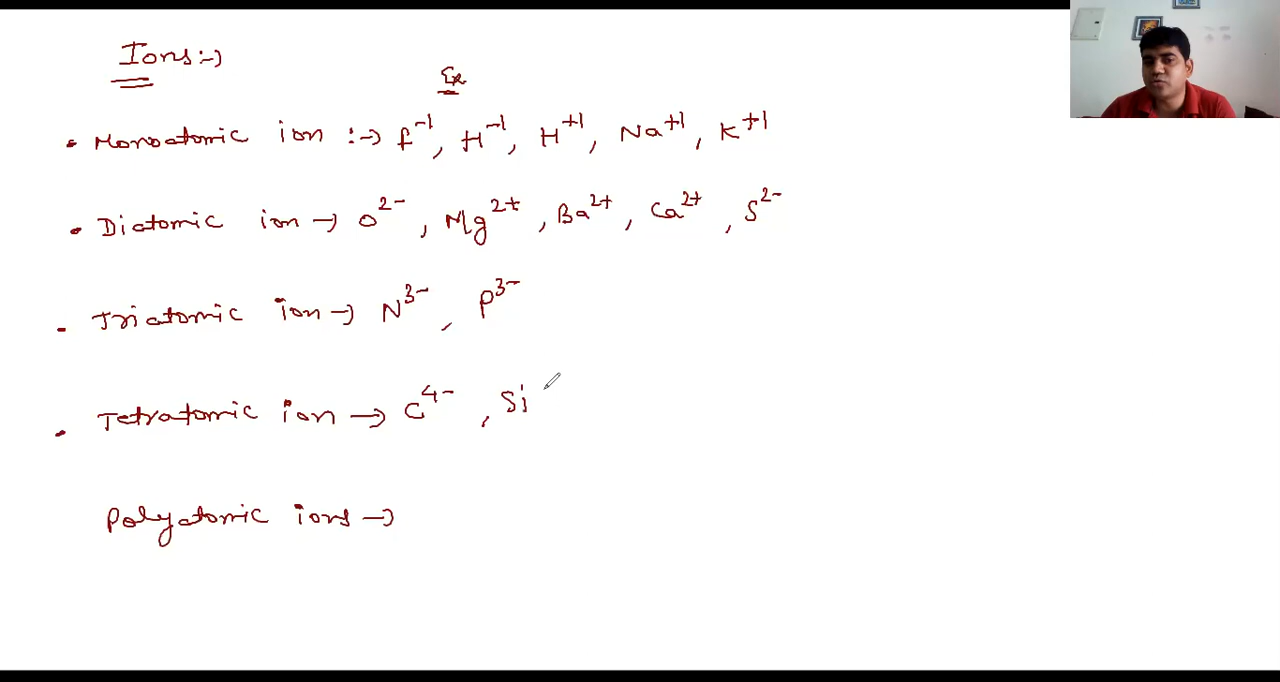 Ions :→
Ex
• Monoatomic ion :→ f⁻¹, H⁻¹, H⁺¹, Na⁺¹, K⁺¹
• Diatomic ion → O²⁻, Mg²⁺, Ba²⁺, Ca²⁺, S²⁻
• Triatomic ion → N³⁻, P³⁻
• Tetratomic ion → C⁴⁻, Si
Polyatomic ions →